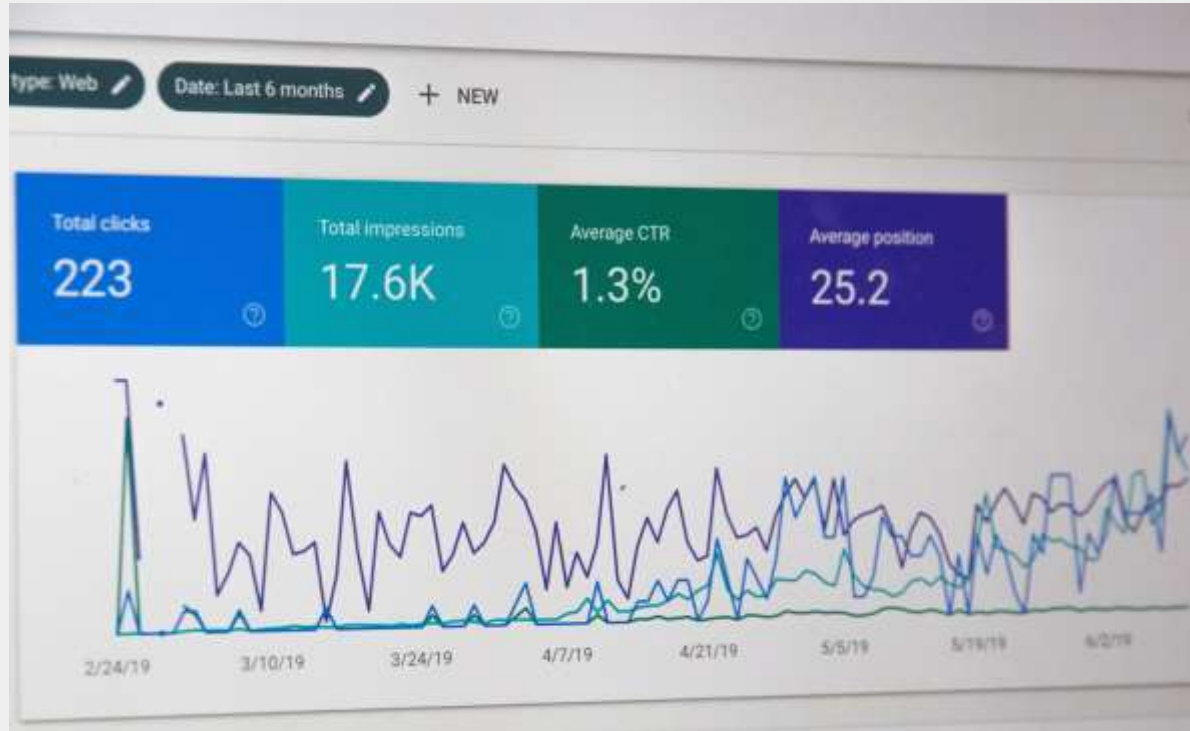 type: Web
Date: Last 6 months
+ NEW
Total clicks
223
Total impressions
17.6K
Average CTR
1.3%
Average position
25.2
2/24/19
3/10/19
3/24/19
4/7/19
4/21/19
5/5/19
5/19/19
6/2/19